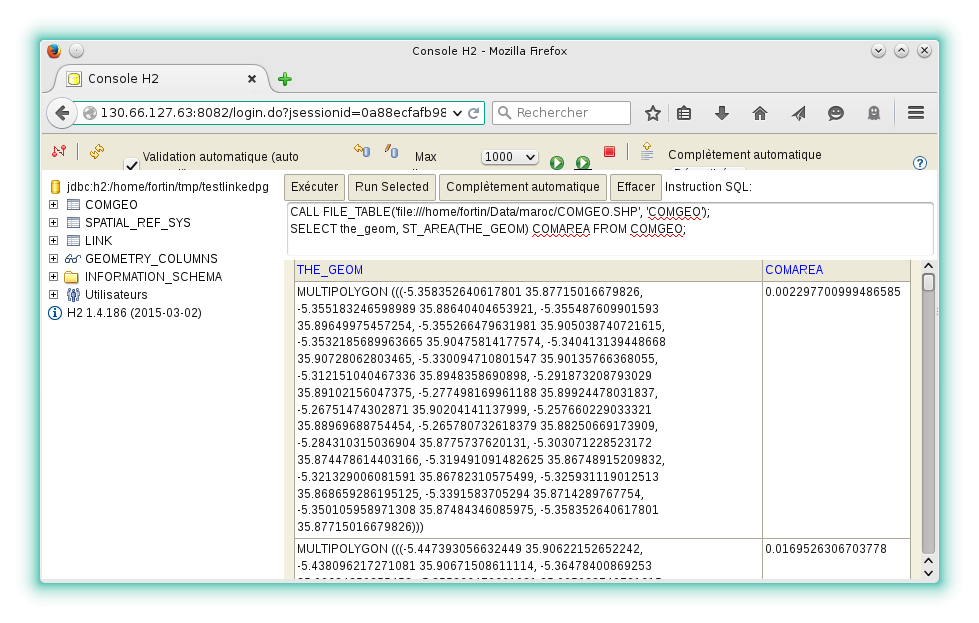 Console H2 - Mozilla Firefox
Console H2
130.66.127.63:8082/login.do?jsessionid=0a88ecfafb98
Rechercher
Validation automatique (auto
Max
1000
Complètement automatique
jdbc:h2:/home/fortin/tmp/testlinkedpg
COMGEO
SPATIAL_REF_SYS
LINK
GEOMETRY_COLUMNS
INFORMATION_SCHEMA
Utilisateurs
H2 1.4.186 (2015-03-02)
Exécuter
Run Selected
Complètement automatique
Effacer
Instruction SQL:
CALL FILE_TABLE('file:///home/fortin/Data/maroc/COMGEO.SHP', 'COMGEO');
SELECT the_geom, ST_AREA(THE_GEOM) COMAREA FROM COMGEO;
THE_GEOM
COMAREA
MULTIPOLYGON (((-5.358352640617801 35.87715016679826,
-5.355183246598989 35.88640404653921, -5.355487609901593
35.89649975457254, -5.355266479631981 35.905038740721615,
-5.3532185689963665 35.90475814177574, -5.340413139448668
35.90728062803465, -5.330094710801547 35.90135766368055,
-5.312151040467336 35.8948358690898, -5.291873208793029
35.89102156047375, -5.277498169961188 35.89924478031837,
-5.26751474302871 35.90204141137999, -5.257660229033321
35.88969688754454, -5.265780732618379 35.88250669173909,
-5.284310315036904 35.8775737620131, -5.303071228523172
35.874478614403166, -5.319491091482625 35.86748915209832,
-5.321329006081591 35.86782310575499, -5.325931119012513
35.868659286195125, -5.3391583705294 35.8714289767754,
-5.350105958971308 35.87484346085975, -5.358352640617801
35.87715016679826)))
0.002297700999486585
MULTIPOLYGON (((-5.447393056632449 35.90622152652242,
-5.438096217271081 35.90671508611114, -5.36478400869253
0.0169526306703778